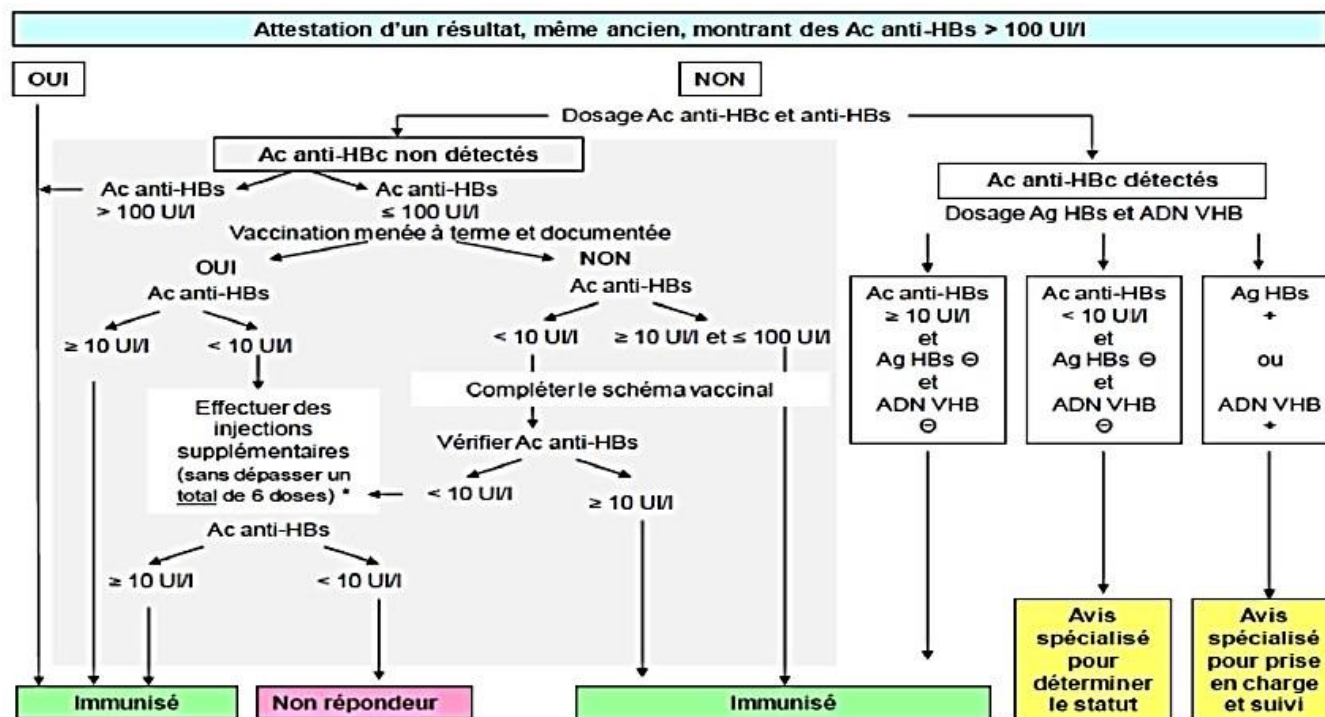 Attestation d'un résultat, même ancien, montrant des Ac anti-HBs > 100 UI/l
OUI
NON
Dosage Ac anti-HBc et anti-HBs
Ac anti-HBc non détectés
Ac anti-HBs
> 100 UI/l
Ac anti-HBs
≤ 100 UI/l
Vaccination menée à terme et documentée
OUI
Ac anti-HBs
≥ 10 UI/l
< 10 UI/l
Effectuer des
injections
supplémentaires
(sans dépasser un
total de 6 doses) *
Ac anti-HBs
≥ 10 UI/l
< 10 UI/l
NON
Ac anti-HBs
< 10 UI/l
≥ 10 UI/l et ≤ 100 UI/l
Compléter le schéma vaccinal
Vérifier Ac anti-HBs
< 10 UI/l
≥ 10 UI/l
Ac anti-HBc détectés
Dosage Ag HBs et ADN VHB
Ac anti-HBs
≥ 10 UI/l
et
Ag HBs ⊖
et
ADN VHB
⊖
Ac anti-HBs
< 10 UI/l
et
Ag HBs ⊖
et
ADN VHB
⊖
Ag HBs
+
ou
ADN VHB
+
Immunisé
Non répondeur
Immunisé
Avis
spécialisé
pour
déterminer
le statut
Avis
spécialisé
pour prise
en charge
et suivi